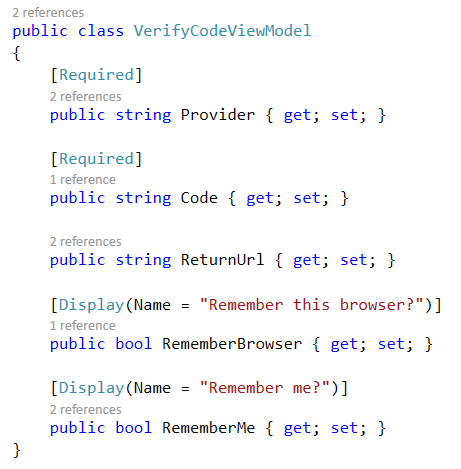 2 references
public class VerifyCodeViewModel
{
[Required]
2 references
public string Provider { get; set; }
[Required]
1 reference
public string Code { get; set; }
2 references
public string ReturnUrl { get; set; }
[Display(Name = "Remember this browser?")]
1 reference
public bool RememberBrowser { get; set; }
[Display(Name = "Remember me?")]
2 references
public bool RememberMe { get; set; }
}